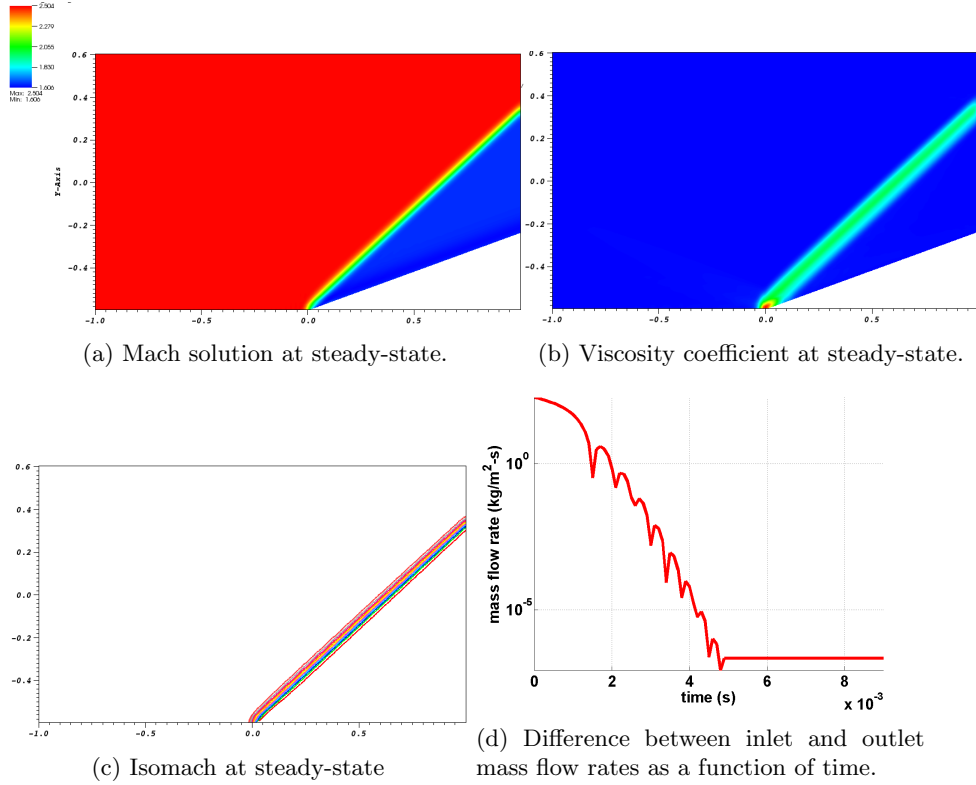 2.504
2.279
2.055
1.830
1.606
Max: 2.504
Min: 1.606
0.6
0.4
0.2
0.0
-0.2
-0.4
Y-Axis
-1.0 -0.5 0.0 0.5
(a) Mach solution at steady-state.
0.6
0.4
0.2
0.0
-0.2
-0.4
-1.0 -0.5 0.0 0.5
(b) Viscosity coefficient at steady-state.
0.6
0.4
0.2
0.0
-0.2
-0.4
-1.0 -0.5 0.0 0.5
(c) Isomach at steady-state
mass flow rate (kg/m²-s)
10⁰
10⁻⁵
0 2 4 6 8
time (s)
x 10⁻³
(d) Difference between inlet and outlet
mass flow rates as a function of time.